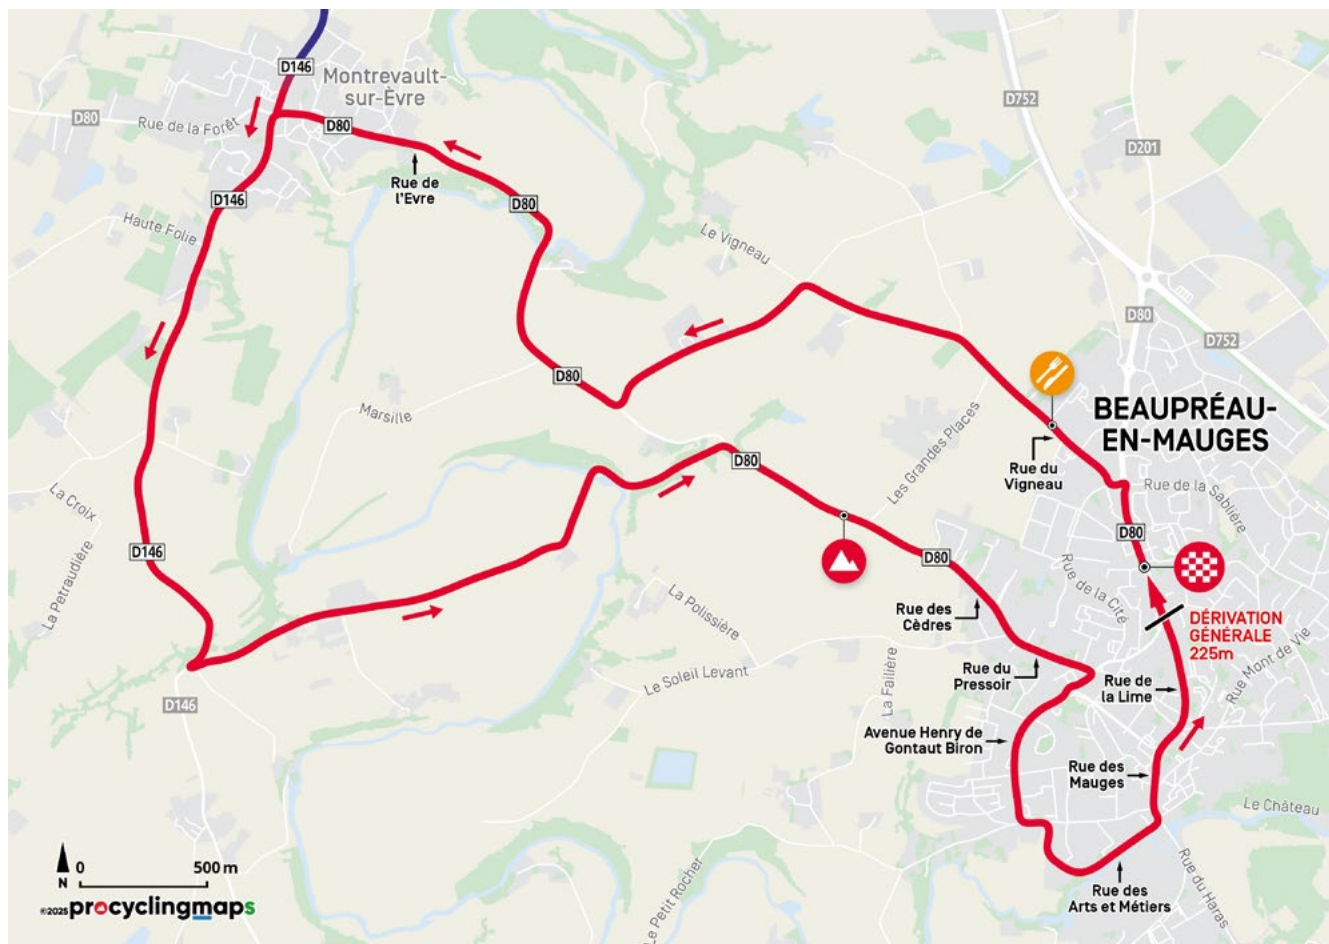 D146
Montrevault-
sur-Èvre
D80
Rue de la Forêt
D80
Rue de
l'Evre
D146
Haute Folie
D80
D752
D201
Le Vigneau
D80
D752
D80
Marsille
BEAUPRÉAU-
EN-MAUGES
Les Grandes Places
Rue du
Vigneau
Rue de la Sablière
D80
D80
La Croix
La Petraudière
D146
D80
Rue de la Cité
Rue des
Cèdres
DÉRIVATION
GÉNÉRALE
225m
La Polissière
Le Soleil Levant
La Faillière
Rue du
Pressoir
Rue de
la Lime
Rue Mont de Vie
D146
Avenue Henry de
Gontaut Biron
Rue des
Mauges
Le Château
Le Petit Rocher
Rue du Haras
Rue des
Arts et Métiers
N
0 500 m
©2025 procyclingmaps